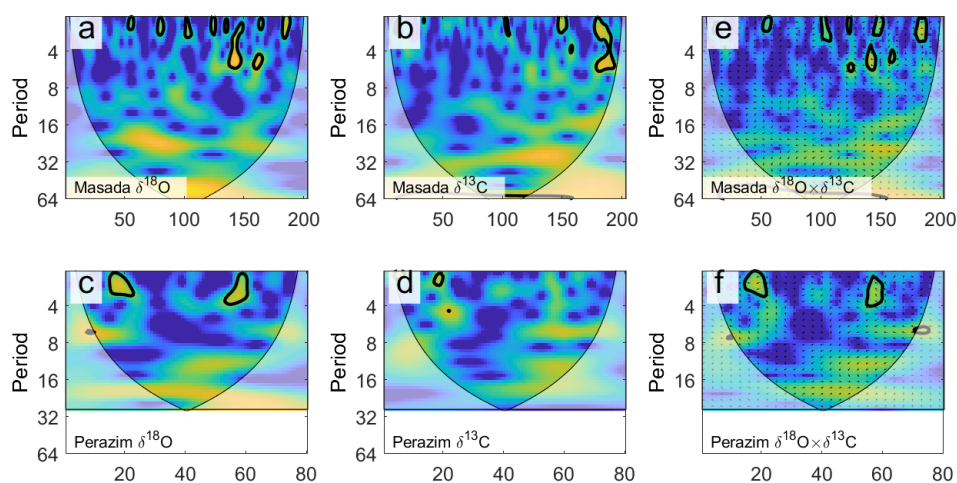 a
b
e
Period
4
8
16
32
64
Masada δ¹⁸O
50 100 150 200
Period
4
8
16
32
64
Masada δ¹³C
50 100 150 200
Period
4
8
16
32
64
Masada δ¹⁸O×δ¹³C
50 100 150 200
c
d
f
Period
4
8
16
32
64
Perazim δ¹⁸O
20 40 60 80
4
8
16
32
64
Perazim δ¹³C
20 40 60 80
Period
4
8
16
32
64
Perazim δ¹⁸O×δ¹³C
20 40 60 80